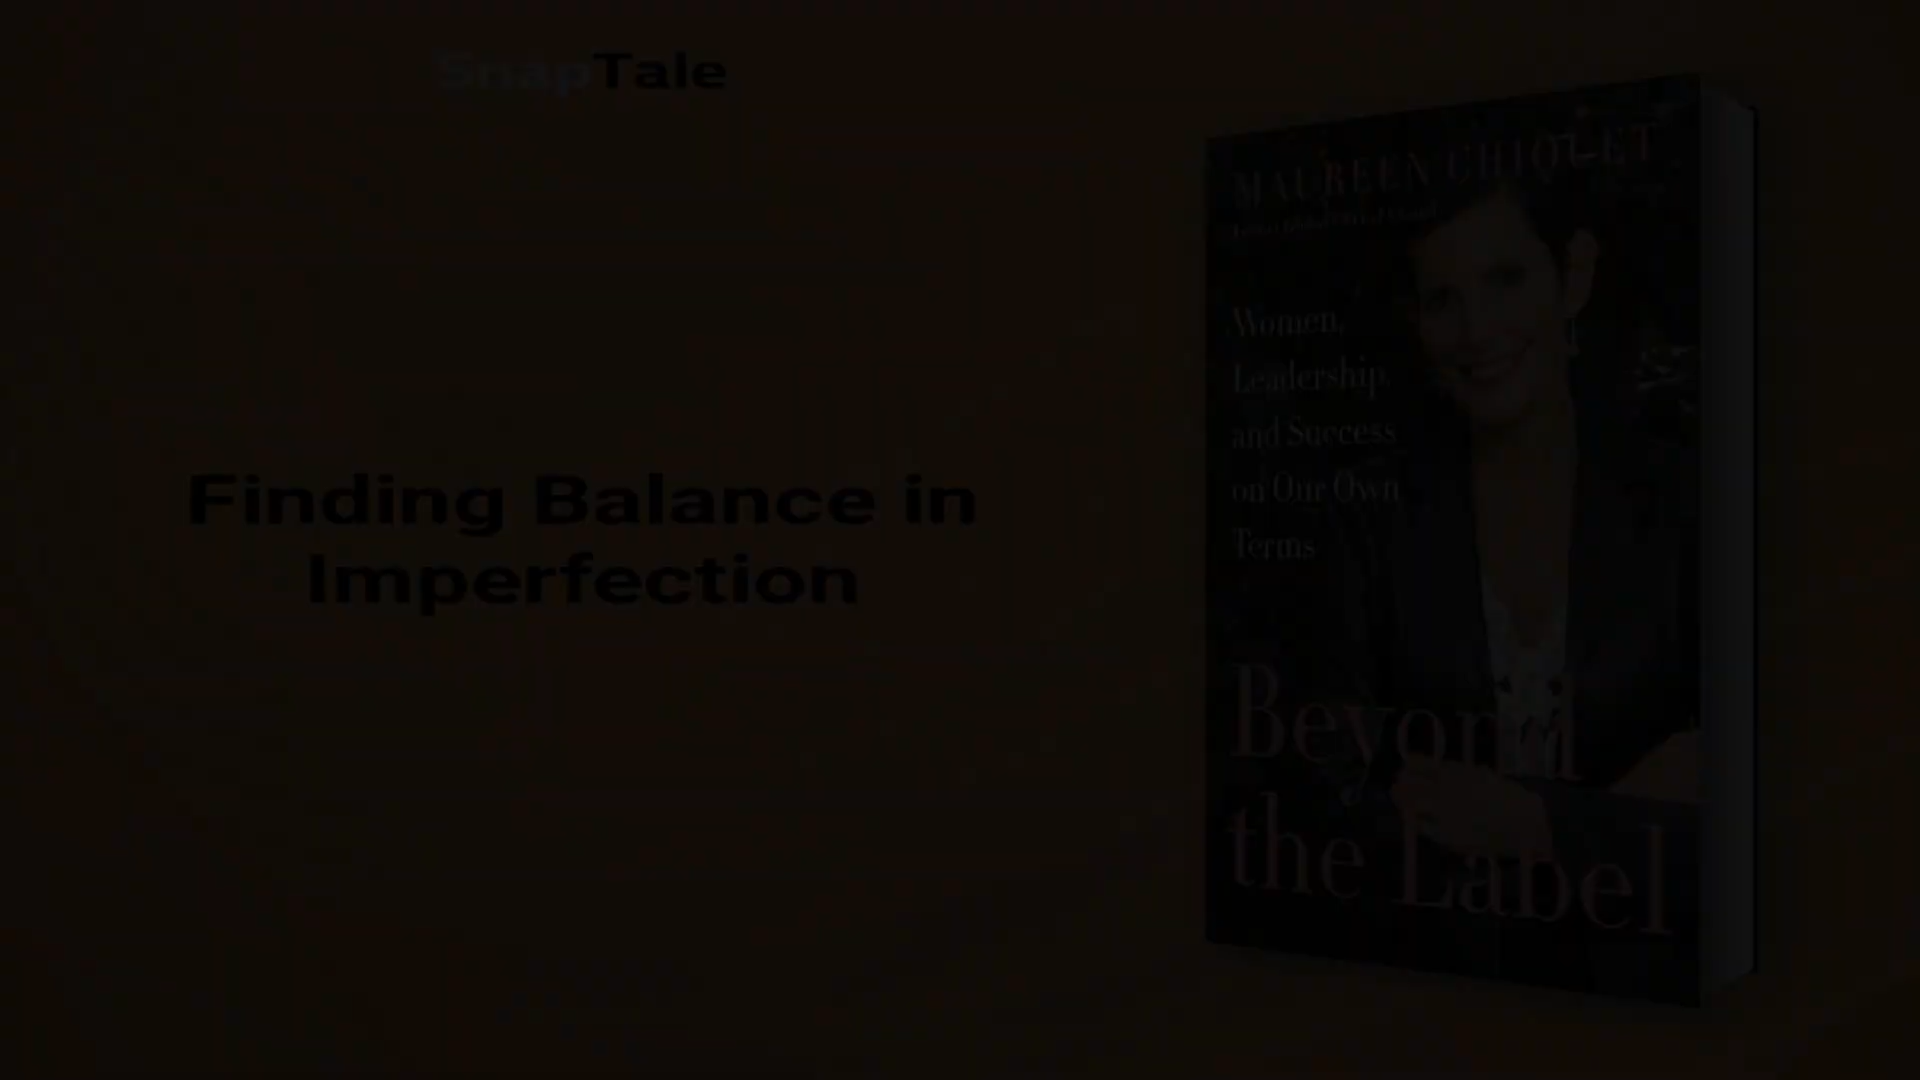 SnapTale
Finding Balance in
Imperfection
MAUREEN CHIQUET
Women,
Leadership,
and Success
on Our Own
Terms
Beyond
the Label